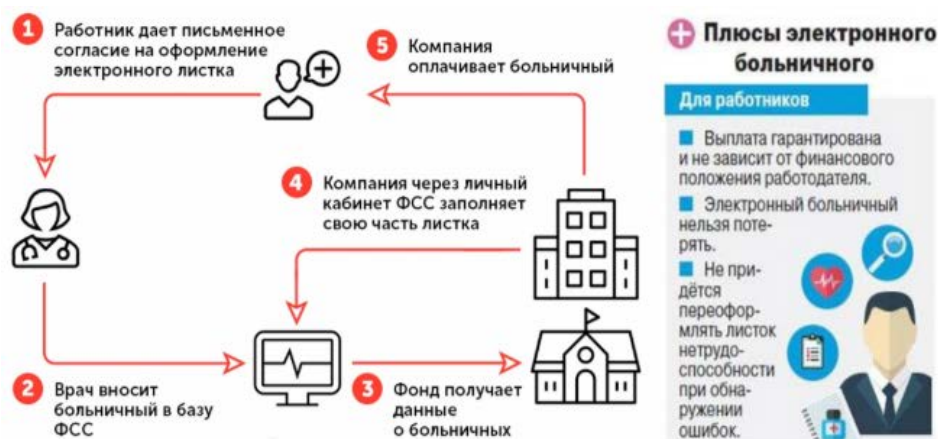 1 Работник дает письменное
согласие на оформление
электронного листка
2 Врач вносит
больничный в базу
ФСС
3 Фонд получает
данные
о больничных
4 Компания через личный
кабинет ФСС заполняет
свою часть листка
5 Компания
оплачивает больничный
Плюсы электронного
больничного
Для работников
Выплата гарантирована
и не зависит от финансового
положения работодателя.
Электронный больничный
нельзя поте-
рять.
Не при-
дётся
переофор-
млять листок
нетрудо-
способности
при обна-
ружении
ошибок.